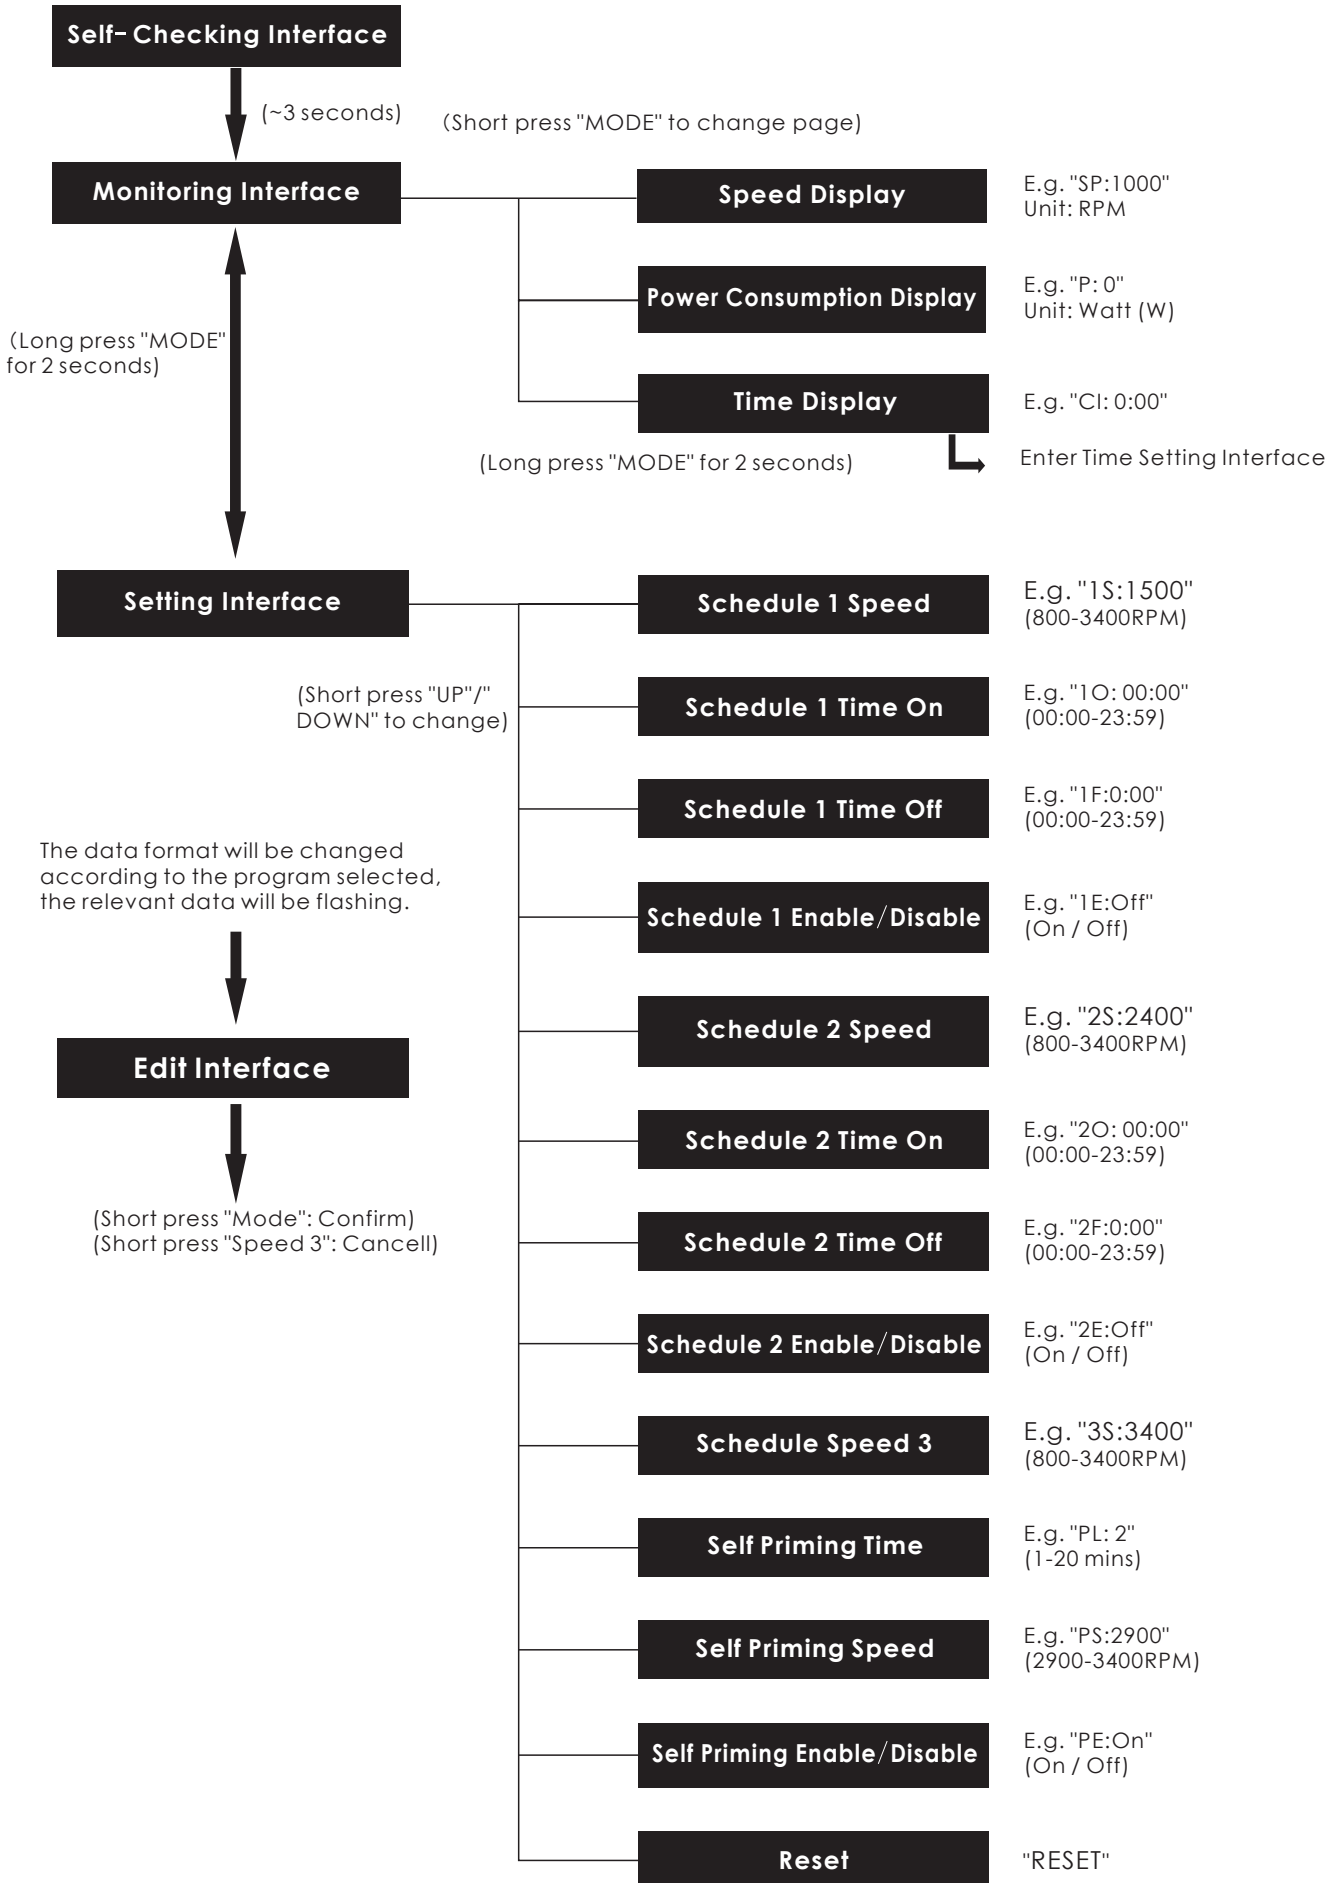 Self-Checking Interface
(~3 seconds)
(Short press "MODE" to change page)
Monitoring Interface
Speed Display
E.g. "SP:1000"
Unit: RPM
Power Consumption Display
E.g. "P: 0"
Unit: Watt (W)
(Long press "MODE"
for 2 seconds)
Time Display
E.g. "CI: 0:00"
(Long press "MODE" for 2 seconds)
Enter Time Setting Interface
Setting Interface
(Short press "UP"/"
DOWN" to change)
Schedule 1 Speed
E.g. "1S:1500"
(800-3400RPM)
Schedule 1 Time On
E.g. "1O: 00:00"
(00:00-23:59)
Schedule 1 Time Off
E.g. "1F:0:00"
(00:00-23:59)
The data format will be changed
according to the program selected,
the relevant data will be flashing.
Schedule 1 Enable/Disable
E.g. "1E:Off"
(On / Off)
Schedule 2 Speed
E.g. "2S:2400"
(800-3400RPM)
Edit Interface
Schedule 2 Time On
E.g. "2O: 00:00"
(00:00-23:59)
(Short press "Mode": Confirm)
(Short press "Speed 3": Cancell)
Schedule 2 Time Off
E.g. "2F:0:00"
(00:00-23:59)
Schedule 2 Enable/Disable
E.g. "2E:Off"
(On / Off)
Schedule Speed 3
E.g. "3S:3400"
(800-3400RPM)
Self Priming Time
E.g. "PL: 2"
(1-20 mins)
Self Priming Speed
E.g. "PS:2900"
(2900-3400RPM)
Self Priming Enable/Disable
E.g. "PE:On"
(On / Off)
Reset
"RESET"